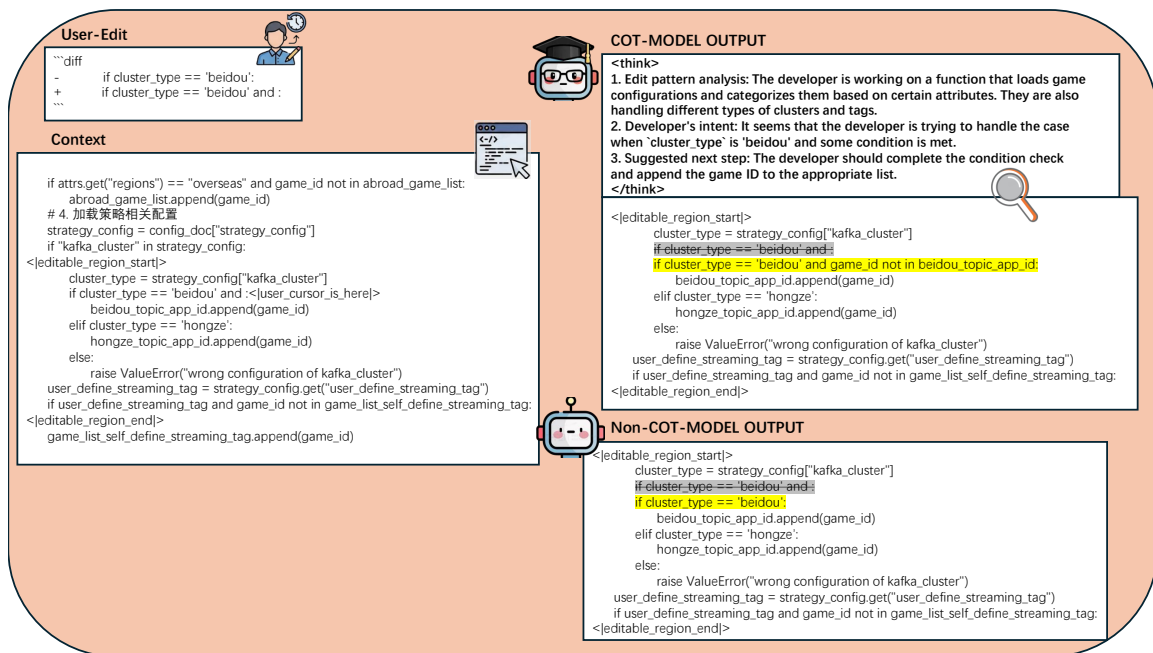 User-Edit
```diff
- if cluster_type == 'beidou':
+ if cluster_type == 'beidou' and :
```
Context
if attrs.get("regions") == "overseas" and game_id not in abroad_game_list:
abroad_game_list.append(game_id)
# 4. 加载策略相关配置
strategy_config = config_doc["strategy_config"]
if "kafka_cluster" in strategy_config:
<|editable_region_start|>
cluster_type = strategy_config["kafka_cluster"]
if cluster_type == 'beidou' and :<|user_cursor_is_here|>
beidou_topic_app_id.append(game_id)
elif cluster_type == 'hongze':
hongze_topic_app_id.append(game_id)
else:
raise ValueError("wrong configuration of kafka_cluster")
user_define_streaming_tag = strategy_config.get("user_define_streaming_tag")
if user_define_streaming_tag and game_id not in game_list_self_define_streaming_tag:
<|editable_region_end|>
game_list_self_define_streaming_tag.append(game_id)
COT-MODEL OUTPUT
<think>
1. Edit pattern analysis: The developer is working on a function that loads game
configurations and categorizes them based on certain attributes. They are also
handling different types of clusters and tags.
2. Developer's intent: It seems that the developer is trying to handle the case
when `cluster_type` is 'beidou' and some condition is met.
3. Suggested next step: The developer should complete the condition check
and append the game ID to the appropriate list.
</think>
<|editable_region_start|>
cluster_type = strategy_config["kafka_cluster"]
if cluster_type == 'beidou' and :
if cluster_type == 'beidou' and game_id not in beidou_topic_app_id:
beidou_topic_app_id.append(game_id)
elif cluster_type == 'hongze':
hongze_topic_app_id.append(game_id)
else:
raise ValueError("wrong configuration of kafka_cluster")
user_define_streaming_tag = strategy_config.get("user_define_streaming_tag")
if user_define_streaming_tag and game_id not in game_list_self_define_streaming_tag:
<|editable_region_end|>
Non-COT-MODEL OUTPUT
<|editable_region_start|>
cluster_type = strategy_config["kafka_cluster"]
if cluster_type == 'beidou' and :
if cluster_type == 'beidou':
beidou_topic_app_id.append(game_id)
elif cluster_type == 'hongze':
hongze_topic_app_id.append(game_id)
else:
raise ValueError("wrong configuration of kafka_cluster")
user_define_streaming_tag = strategy_config.get("user_define_streaming_tag")
if user_define_streaming_tag and game_id not in game_list_self_define_streaming_tag:
<|editable_region_end|>